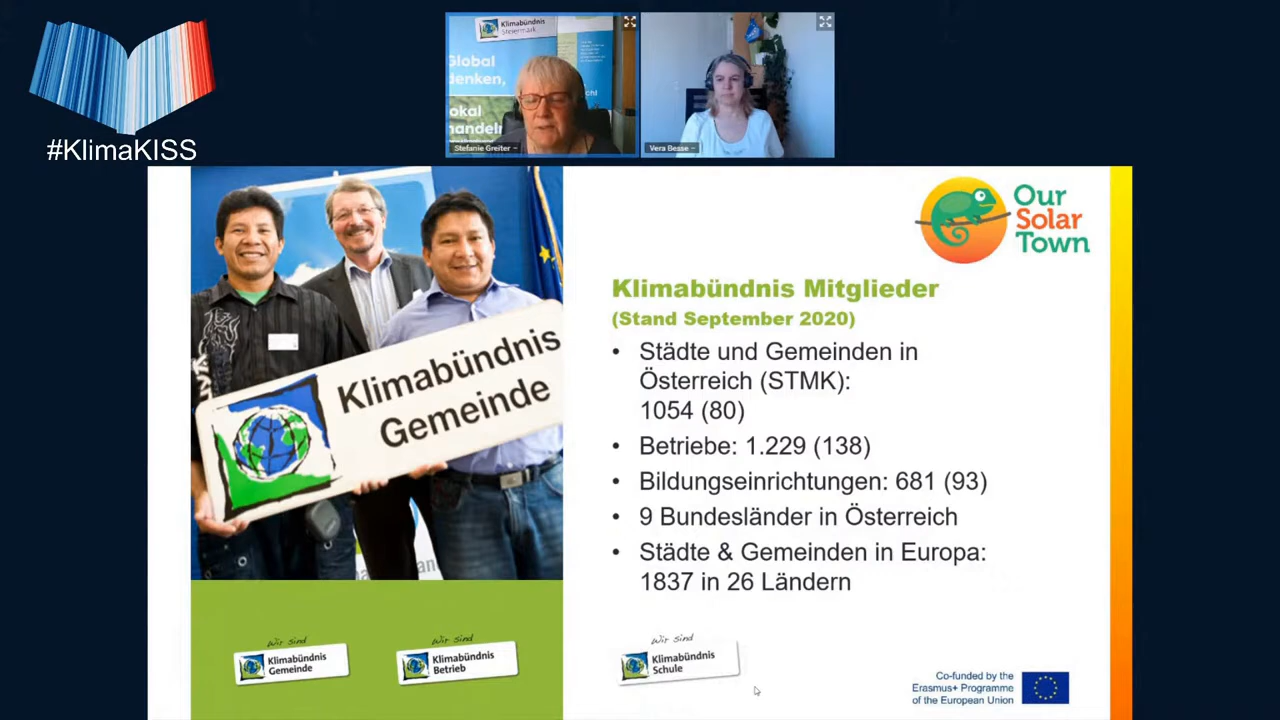 #KlimaKISS
Klimabündnis
Steiermark
Global
denken,
lokal
handeln
Stefanie Greiter
Vera Besse
Our
Solar
Town
Klimabündnis
Gemeinde
Klimabündnis Mitglieder
(Stand September 2020)
• Städte und Gemeinden in
Österreich (STMK):
1054 (80)
• Betriebe: 1.229 (138)
• Bildungseinrichtungen: 681 (93)
• 9 Bundesländer in Österreich
• Städte & Gemeinden in Europa:
1837 in 26 Ländern
Wir sind
Klimabündnis
Gemeinde
Wir sind
Klimabündnis
Betrieb
Wir sind
Klimabündnis
Schule
Co-funded by the
Erasmus+ Programme
of the European Union